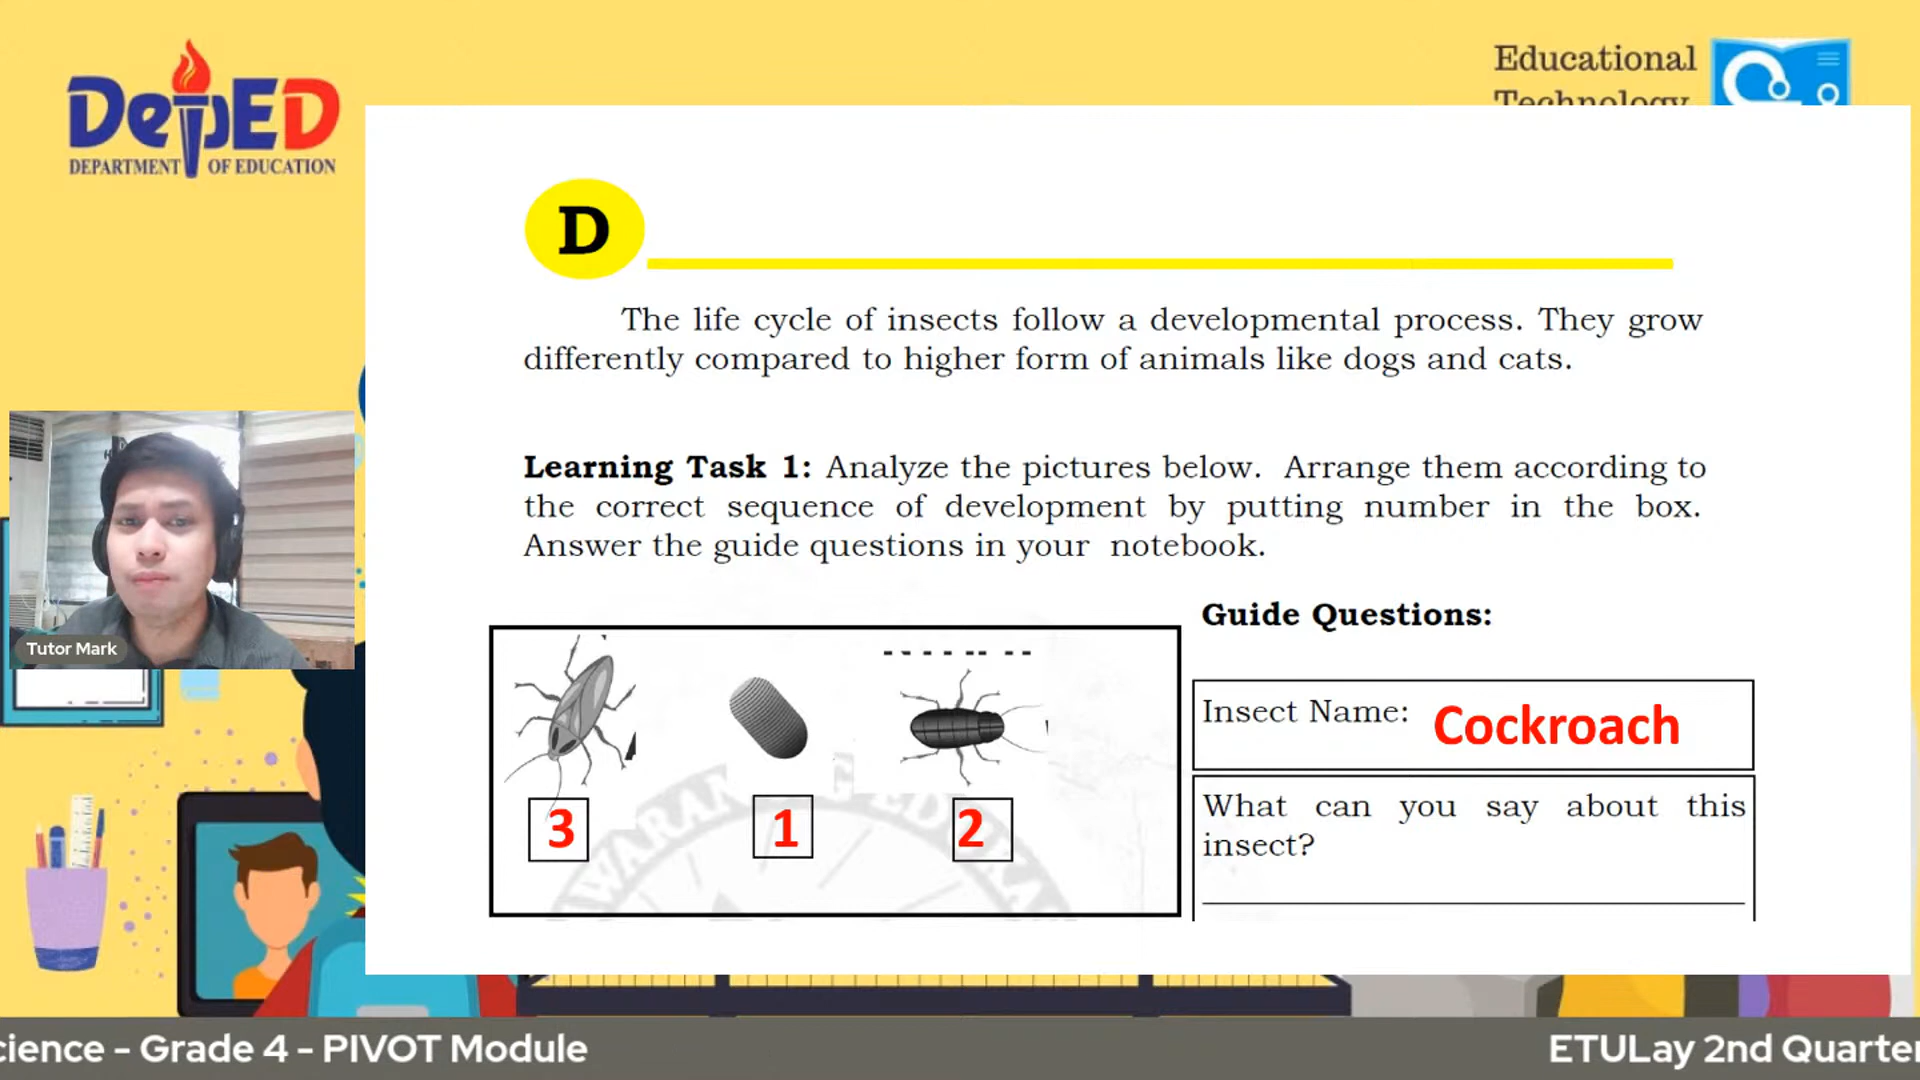 DepED
DEPARTMENT OF EDUCATION
Educational
Technology
D
The life cycle of insects follow a developmental process. They grow
differently compared to higher form of animals like dogs and cats.
Learning Task 1: Analyze the pictures below. Arrange them according to
the correct sequence of development by putting number in the box.
Answer the guide questions in your notebook.
Tutor Mark
3
1
2
Guide Questions:
Insect Name: Cockroach
What can you say about this
insect?
cience - Grade 4 - PIVOT Module
ETULay 2nd Quarter